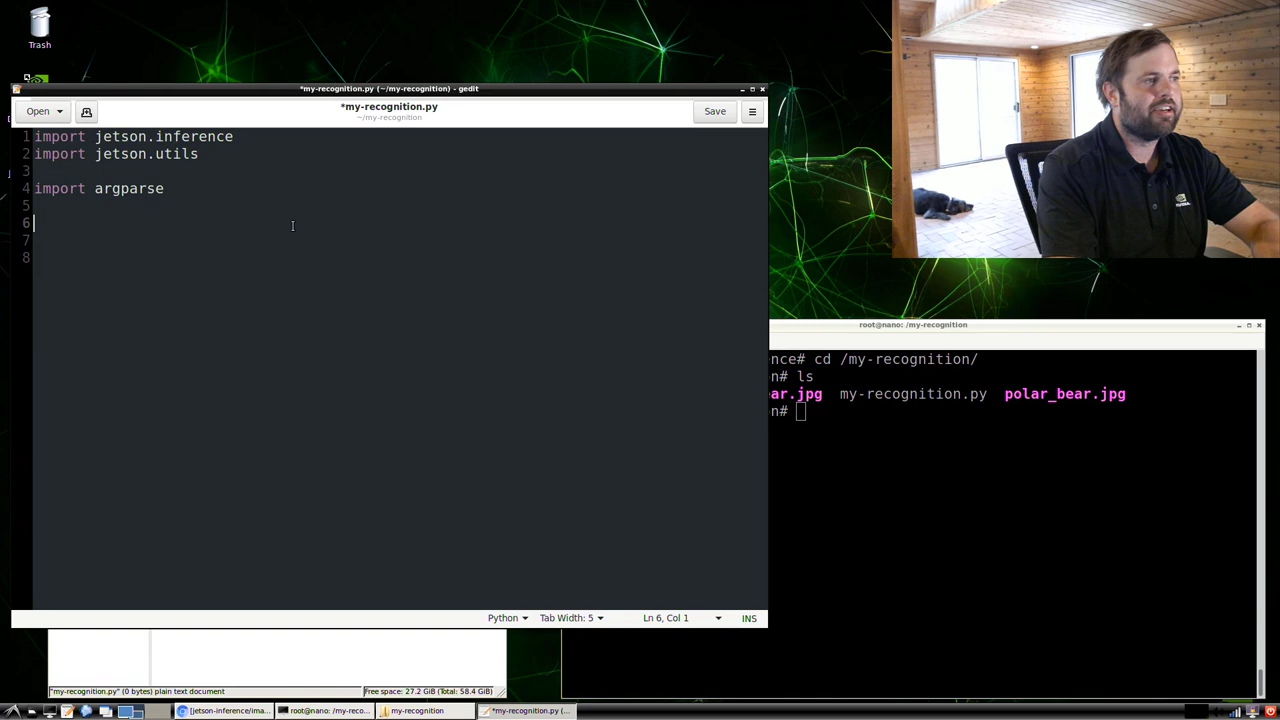 Trash
*my-recognition.py (~/my-recognition) - gedit
Open
*my-recognition.py
~/my-recognition
Save
1 import jetson.inference
2 import jetson.utils
3
4 import argparse
5
6
7
8
Python
Tab Width: 5
Ln 6, Col 1
INS
root@nano: /my-recognition
nce# cd /my-recognition/
n# ls
ar.jpg my-recognition.py polar_bear.jpg
n#
"my-recognition.py" (0 bytes) plain text document
Free space: 27.2 GiB (Total: 58.4 GiB)
[jetson-inference/ima...
root@nano: /my-reco...
my-recognition
*my-recognition.py (...